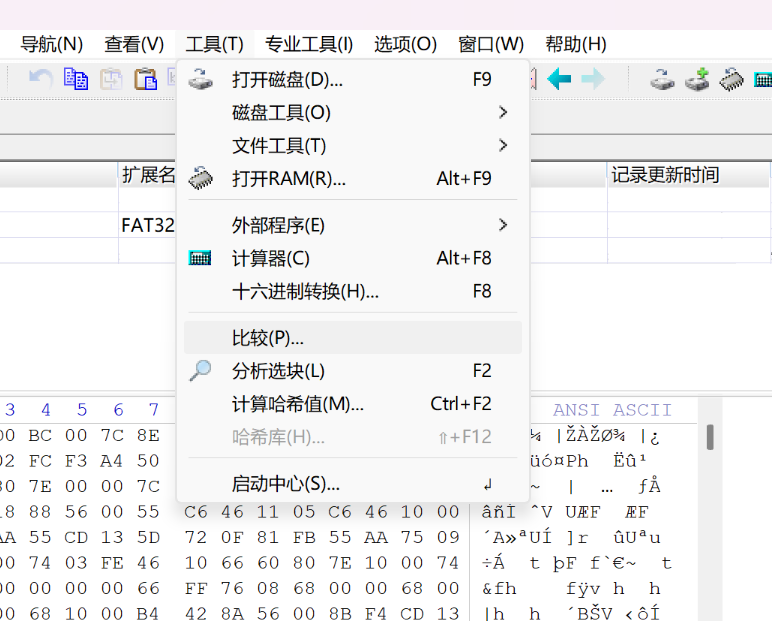 导航(N) 查看(V) 工具(T) 专业工具(I) 选项(O) 窗口(W) 帮助(H)
打开磁盘(D)... F9
磁盘工具(O)
文件工具(T)
扩展名 打开RAM(R)... Alt+F9 记录更新时间
FAT32 外部程序(E)
计算器(C) Alt+F8
十六进制转换(H)... F8
比较(P)...
分析选块(L) F2
计算哈希值(M)... Ctrl+F2
哈希库(H)... ⇧+F12
启动中心(S)... ↲
3 4 5 6 7 ANSI ASCII
00 BC 00 7C 8E ¼ |ŽÀŽØ¾ |¿
02 FC F3 A4 50 üó¤Ph Ëû¹
80 7E 00 00 7C ~ | … ƒÅ
18 88 56 00 55 C6 46 11 05 C6 46 10 00 âñÍ ˆV UÆF ÆF
AA 55 CD 13 5D 72 0F 81 FB 55 AA 75 09 ´A»ªUÍ ]r ûUªu
00 74 03 FE 46 10 66 60 80 7E 10 00 74 ÷Á t þF f`€~ t
00 00 00 00 66 FF 76 08 68 00 00 68 00 &fh fÿv h h
00 68 10 00 B4 42 8A 56 00 8B F4 CD 13 |h h ´BŠV ‹ôÍ